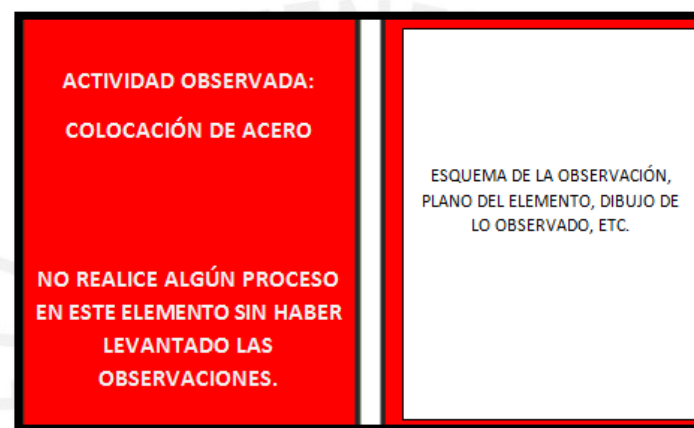 ACTIVIDAD OBSERVADA:
COLOCACIÓN DE ACERO
NO REALICE ALGÚN PROCESO
EN ESTE ELEMENTO SIN HABER
LEVANTADO LAS
OBSERVACIONES.
ESQUEMA DE LA OBSERVACIÓN,
PLANO DEL ELEMENTO, DIBUJO DE
LO OBSERVADO, ETC.